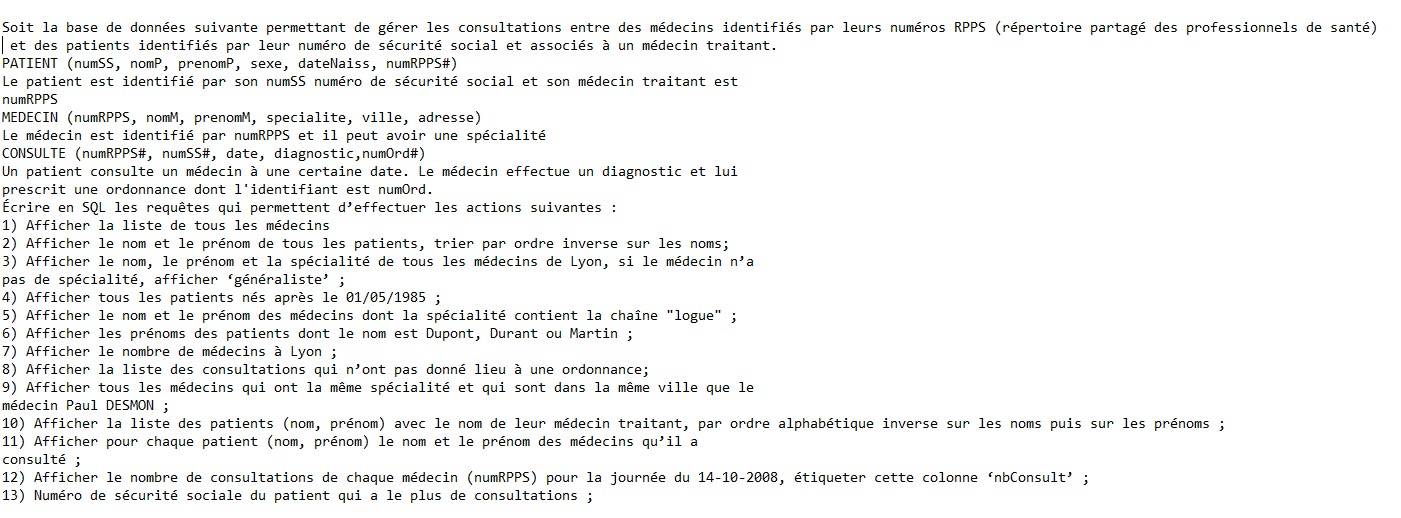 Soit la base de données suivante permettant de gérer les consultations entre des médecins identifiés par leurs numéros RPPS (répertoire partagé des professionnels de santé)
et des patients identifiés par leur numéro de sécurité social et associés à un médecin traitant.
PATIENT (numSS, nomP, prenomP, sexe, dateNaiss, numRPPS#)
Le patient est identifié par son numSS numéro de sécurité social et son médecin traitant est
numRPPS
MEDECIN (numRPPS, nomM, prenomM, specialite, ville, adresse)
Le médecin est identifié par numRPPS et il peut avoir une spécialité
CONSULTE (numRPPS#, numSS#, date, diagnostic,numOrd#)
Un patient consulte un médecin à une certaine date. Le médecin effectue un diagnostic et lui
prescrit une ordonnance dont l'identifiant est numOrd.
Écrire en SQL les requêtes qui permettent d’effectuer les actions suivantes :
1) Afficher la liste de tous les médecins
2) Afficher le nom et le prénom de tous les patients, trier par ordre inverse sur les noms;
3) Afficher le nom, le prénom et la spécialité de tous les médecins de Lyon, si le médecin n’a
pas de spécialité, afficher ‘généraliste’ ;
4) Afficher tous les patients nés après le 01/05/1985 ;
5) Afficher le nom et le prénom des médecins dont la spécialité contient la chaîne "logue" ;
6) Afficher les prénoms des patients dont le nom est Dupont, Durant ou Martin ;
7) Afficher le nombre de médecins à Lyon ;
8) Afficher la liste des consultations qui n’ont pas donné lieu à une ordonnance;
9) Afficher tous les médecins qui ont la même spécialité et qui sont dans la même ville que le
médecin Paul DESMON ;
10) Afficher la liste des patients (nom, prénom) avec le nom de leur médecin traitant, par ordre alphabétique inverse sur les noms puis sur les prénoms ;
11) Afficher pour chaque patient (nom, prénom) le nom et le prénom des médecins qu’il a
consulté ;
12) Afficher le nombre de consultations de chaque médecin (numRPPS) pour la journée du 14-10-2008, étiqueter cette colonne ‘nbConsult’ ;
13) Numéro de sécurité sociale du patient qui a le plus de consultations ;